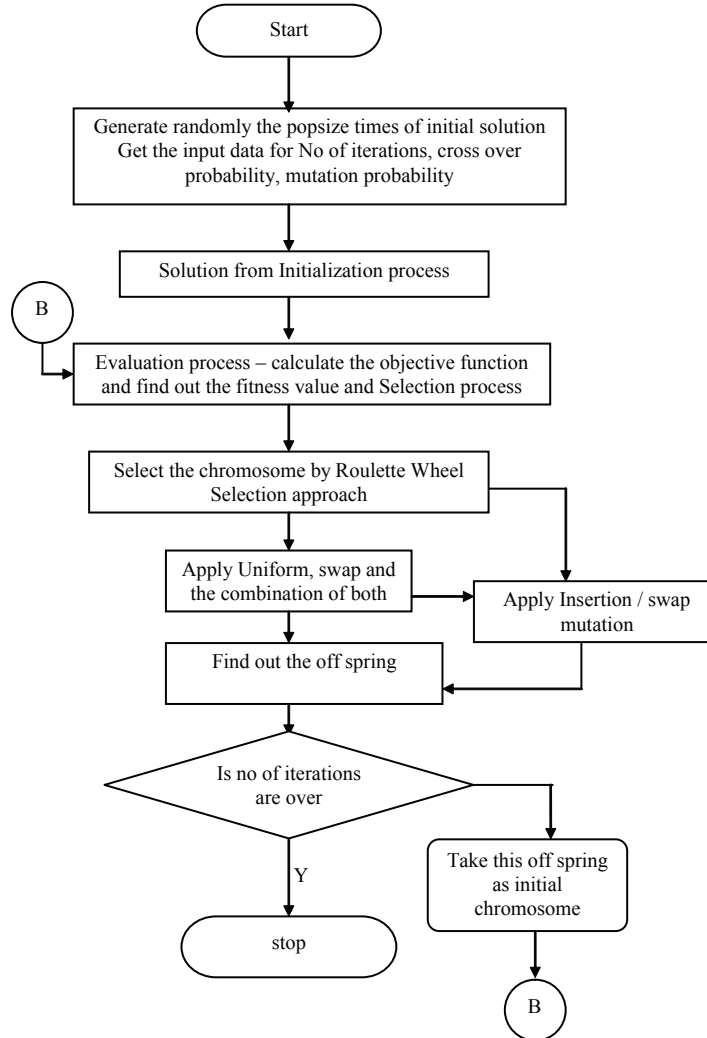 Start
Generate randomly the popsize times of initial solution
Get the input data for No of iterations, cross over
probability, mutation probability
Solution from Initialization process
B
Evaluation process – calculate the objective function
and find out the fitness value and Selection process
Select the chromosome by Roulette Wheel
Selection approach
Apply Uniform, swap and
the combination of both
Apply Insertion / swap
mutation
Find out the off spring
Is no of iterations
are over
Y
Take this off spring
as initial
chromosome
stop
B